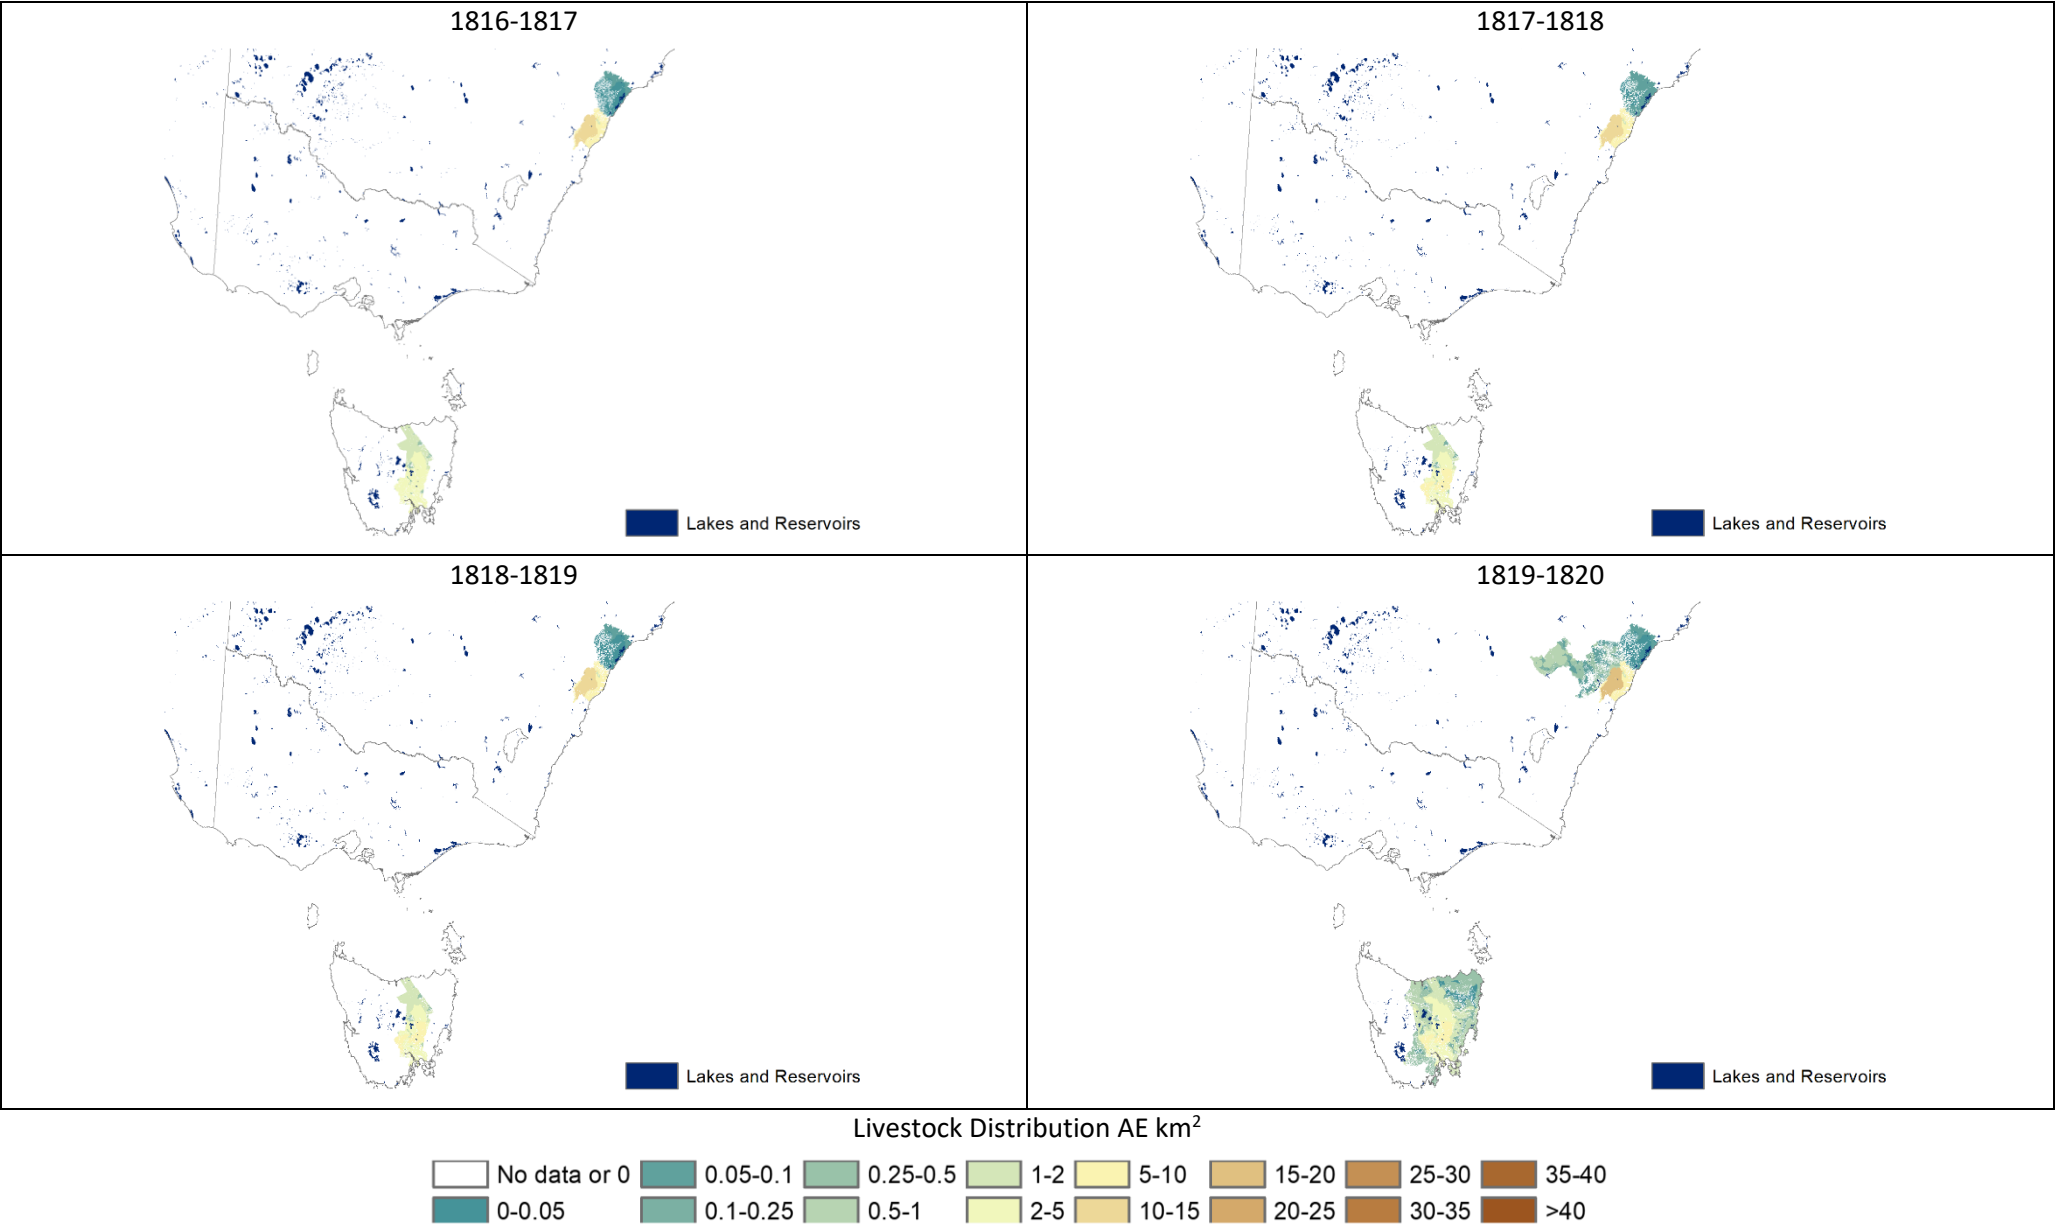 1816-1817
1817-1818
Lakes and Reservoirs
Lakes and Reservoirs
1818-1819
1819-1820
Lakes and Reservoirs
Lakes and Reservoirs
Livestock Distribution AE km²
No data or 0 0.05-0.1 0.25-0.5 1-2 5-10 15-20 25-30 35-40
0-0.05 0.1-0.25 0.5-1 2-5 10-15 20-25 30-35 >40